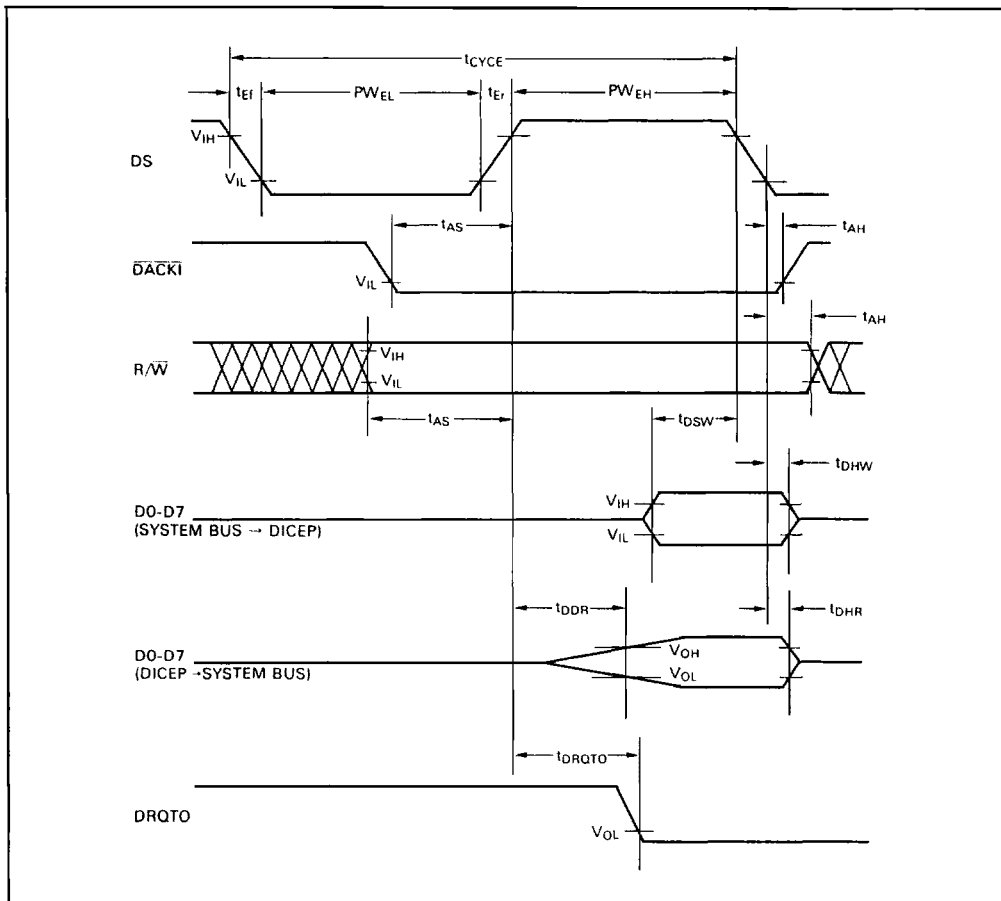 tCYCE
tEf PWEL tEr PWEH
VIH
DS
VIL
tAS
tAH
DACKI
VIL
tAH
VIH
R/W
VIL
tAS
tDSW
tDHW
VIH
D0-D7
(SYSTEM BUS → DICEP)
VIL
tDDR
tDHR
VOH
D0-D7
(DICEP →SYSTEM BUS)
VOL
tDRQTO
DRQTO
VOL